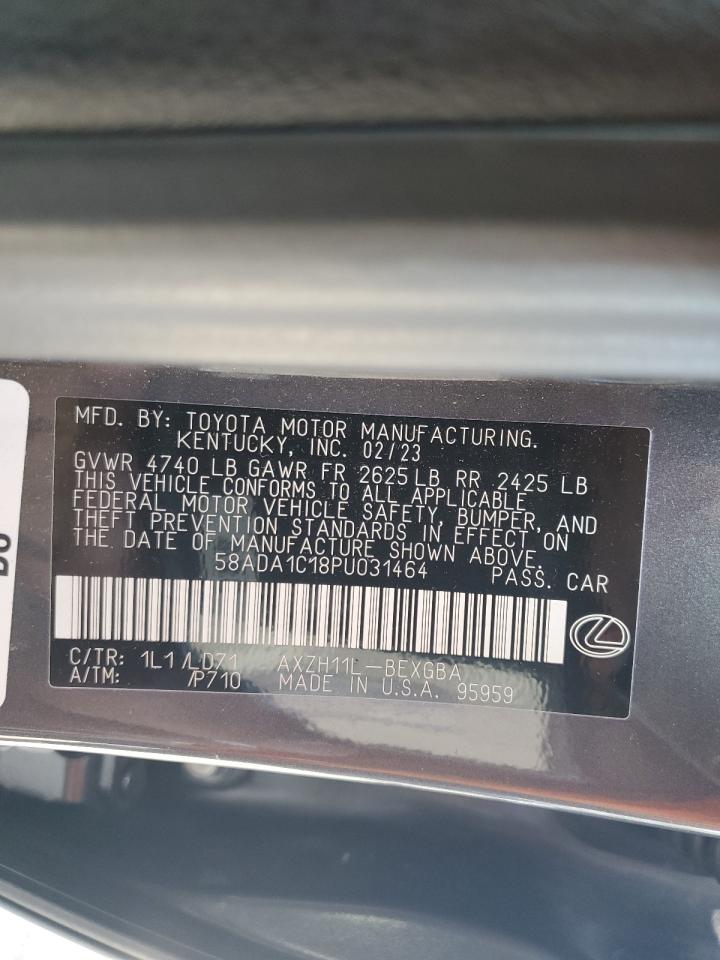 MFD. BY: TOYOTA MOTOR MANUFACTURING.
KENTUCKY, INC. 02/23
GVWR 4740 LB GAWR FR 2625 LB RR 2425 LB
THIS VEHICLE CONFORMS TO ALL APPLICABLE
FEDERAL MOTOR VEHICLE SAFETY, BUMPER, AND
THEFT PREVENTION STANDARDS IN EFFECT ON
THE DATE OF MANUFACTURE SHOWN ABOVE.
58ADA1C18PU031464 PASS. CAR
C/TR: 1L1/LD71 AXZH11L-BEXGBA
A/TM: /P710 MADE IN U.S.A. 95959